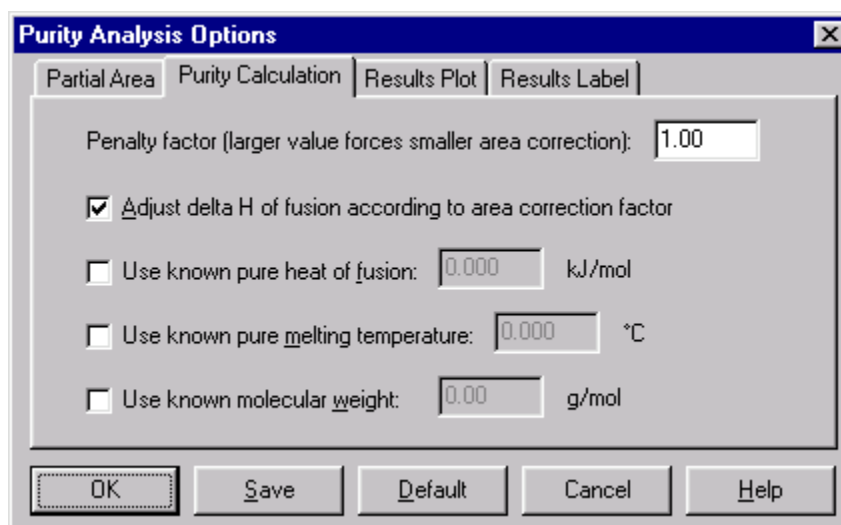 Purity Analysis Options
Partial Area Purity Calculation Results Plot Results Label
Penalty factor (larger value forces smaller area correction): 1.00
Adjust delta H of fusion according to area correction factor
Use known pure heat of fusion: 0.000 kJ/mol
Use known pure melting temperature: 0.000 °C
Use known molecular weight: 0.00 g/mol
OK Save Default Cancel Help